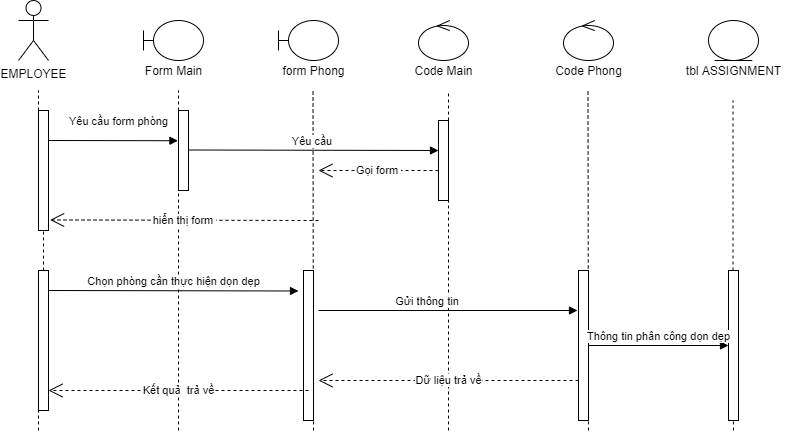 EMPLOYEE
Form Main
form Phong
Code Main
Code Phong
tbl ASSIGNMENT
Yêu cầu form phòng
Yêu cầu
Gọi form
hiển thị form
Chọn phòng cần thực hiện dọn dẹp
Gửi thông tin
Thông tin phân công dọn dẹp
Dữ liệu trả về
Kết quả trả về